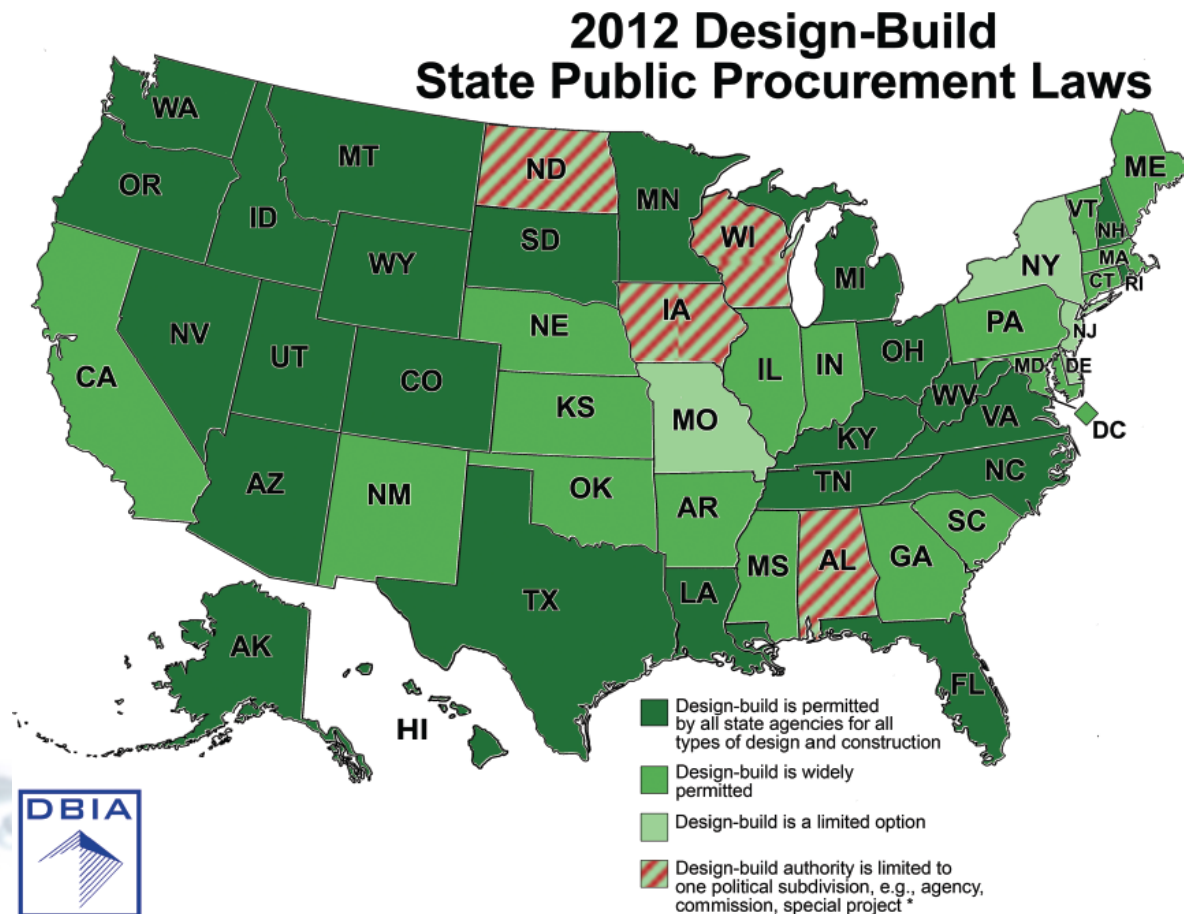 2012 Design-Build
State Public Procurement Laws
WA
MT
ND
MN
ME
OR
ID
SD
WI
VT
NH
WY
MI
NY
MA
CT
RI
NV
NE
IA
PA
NJ
UT
CO
IL
IN
OH
MD
DE
CA
KS
MO
WV
VA
DC
KY
AZ
NM
OK
AR
TN
NC
SC
MS
AL
GA
TX
LA
AK
FL
HI
Design-build is permitted
by all state agencies for all
types of design and construction
Design-build is widely
permitted
Design-build is a limited option
Design-build authority is limited to
one political subdivision, e.g., agency,
commission, special project *
DBIA